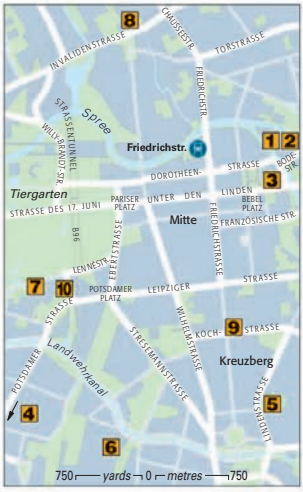 8
CHAUSSEESTR.
INVALIDENSTRASSE
TORSTRASSE
FRIEDRICHSTR.
STRASSENTUNNEL
Spree
WILLY-BRANDT-STR.
Friedrichstr.
1 2
BODE-
STR.
DOROTHEEN- STRASSE
3
Tiergarten
UNTER DEN LINDEN
PARISER
PLATZ
BEBEL
PLATZ
STRASSE DES 17. JUNI
Mitte
FRANZÖSISCHE STR.
B96
EBERTSTRASSE
FRIEDRICHSTRASSE
LENNÉSTR.
7
10
POTSDAMER
PLATZ
LEIPZIGER STRASSE
POTSDAMER STRASSE
WILHELMSTRASSE
STRESEMANNSTRASSE
KOCH- STRASSE
9
Landwehrkanal
Kreuzberg
4
5
LINDENSTRASSE
6
750 yards 0 metres 750